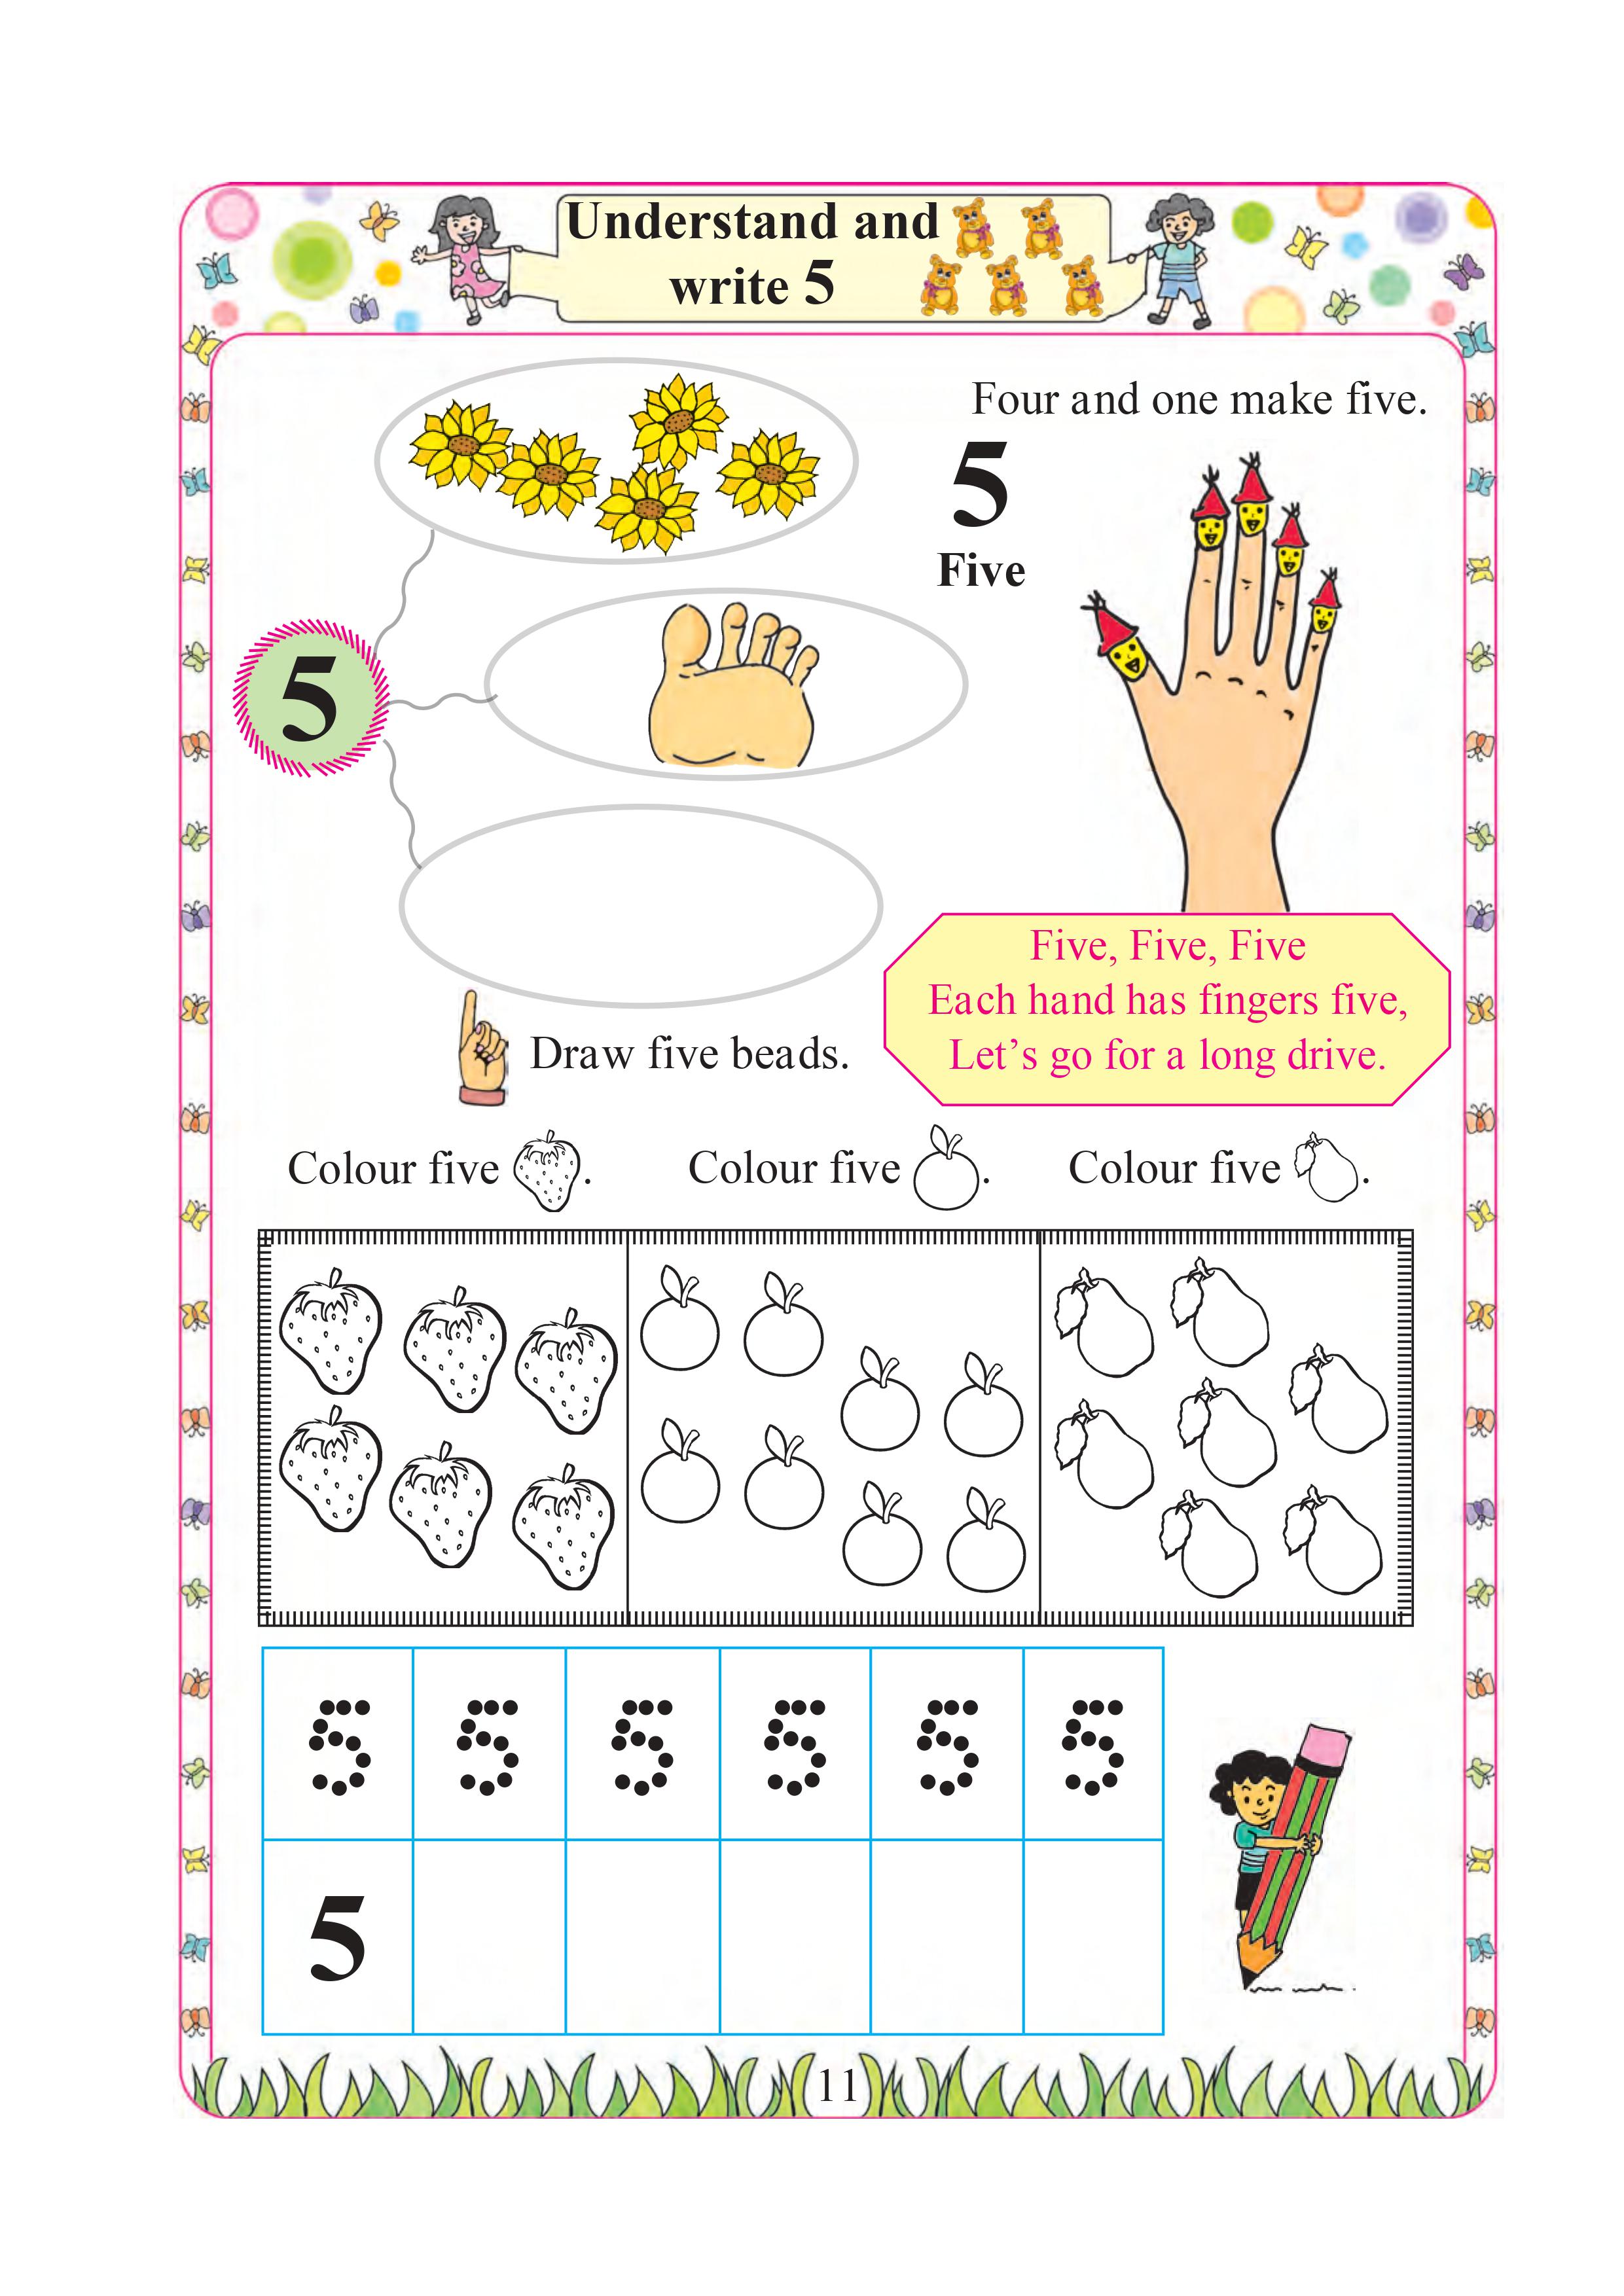 Understand and
write 5
Four and one make five.
5
Five
5
Five, Five, Five
Each hand has fingers five,
Let's go for a long drive.
Draw five beads.
Colour five .
Colour five .
Colour five .
5 5 5 5 5 5
5
11